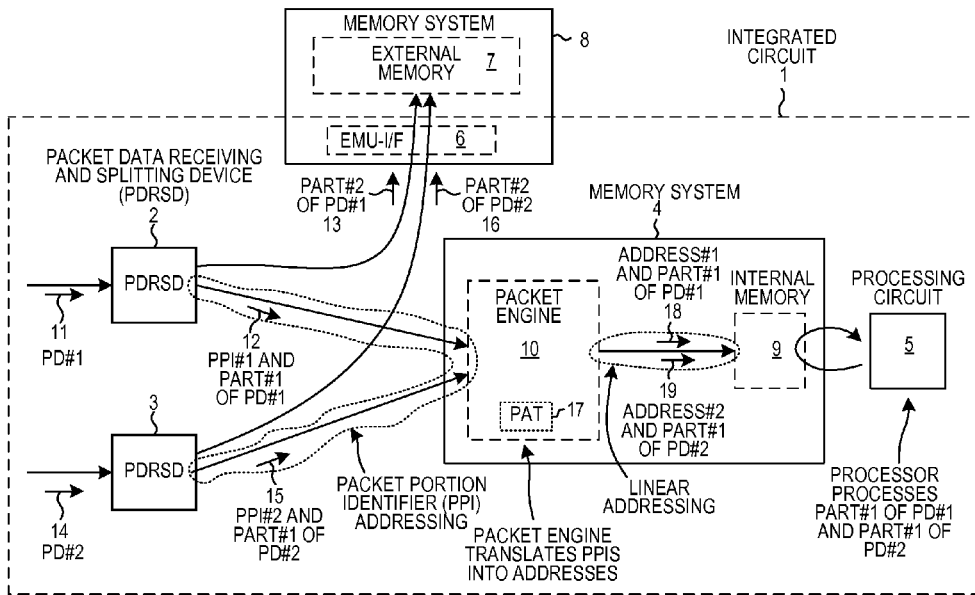 MEMORY SYSTEM
8
EXTERNAL
MEMORY
7
EMU-I/F
6
INTEGRATED
CIRCUIT
1
PACKET DATA RECEIVING
AND SPLITTING DEVICE
(PDRSD)
2
PDRSD
11
PD#1
PART#2
OF PD#1
13
PART#2
OF PD#2
16
12
PPI#1 AND
PART#1
OF PD#1
MEMORY SYSTEM
4
PACKET
ENGINE
10
PAT
17
ADDRESS#1
AND PART#1
OF PD#1
18
19
ADDRESS#2
AND PART#1
OF PD#2
INTERNAL
MEMORY
9
PROCESSING
CIRCUIT
5
3
PDRSD
14
PD#2
15
PPI#2 AND
PART#1 OF
PD#2
PACKET PORTION
IDENTIFIER (PPI)
ADDRESSING
PACKET ENGINE
TRANSLATES PPIS
INTO ADDRESSES
LINEAR
ADDRESSING
PROCESSOR
PROCESSES
PART#1 OF PD#1
AND PART#1 OF
PD#2